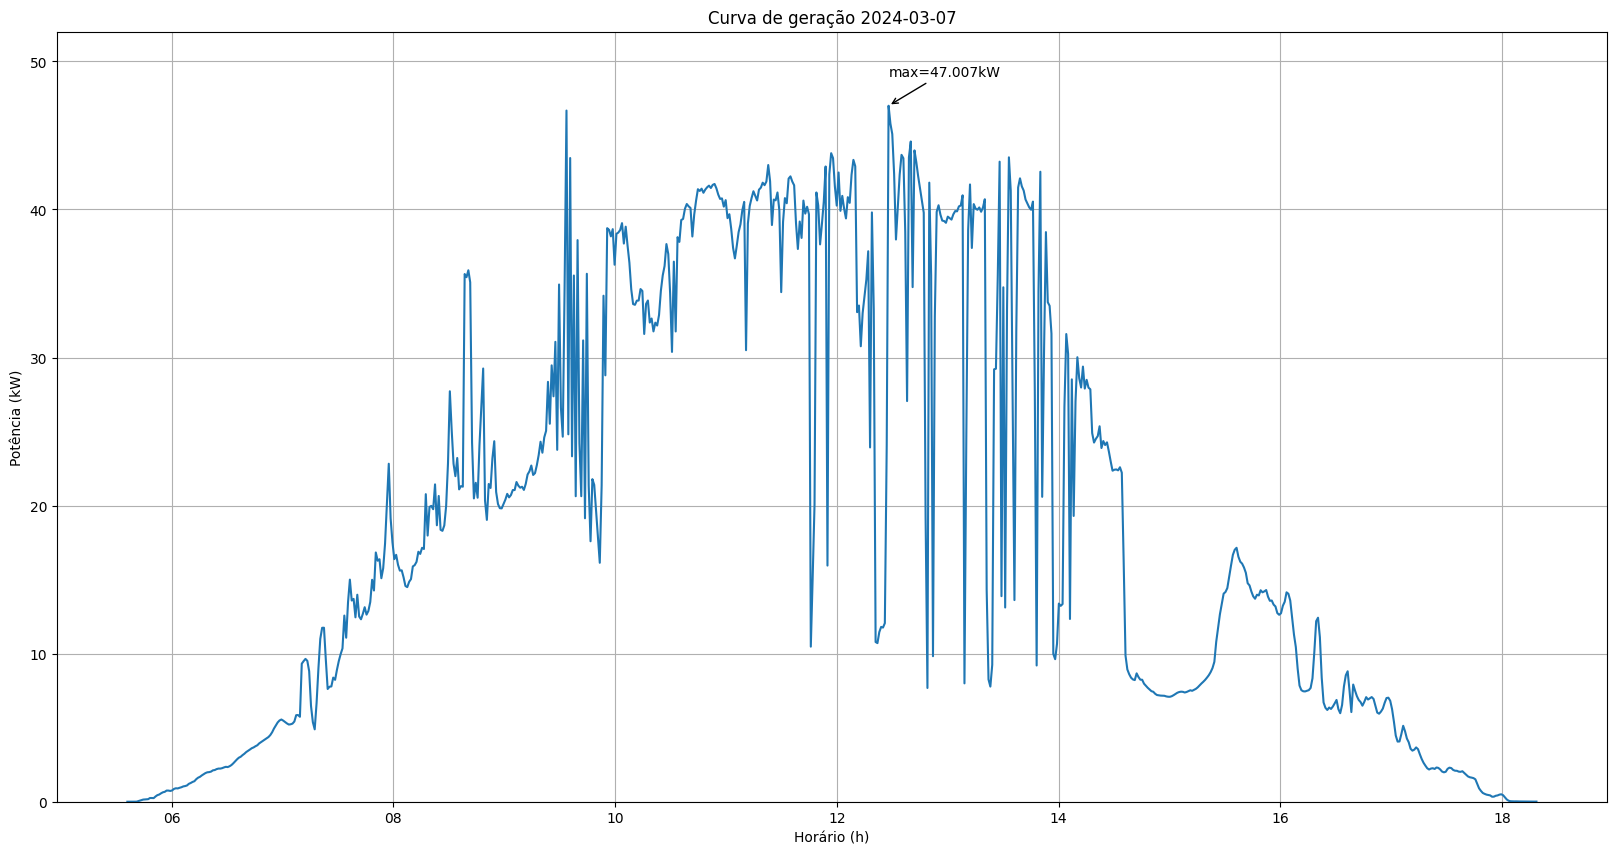 Curva de geração 2024-03-07
50
max=47.007kW
40
30
Potência (kW)
20
10
0
06 08 10 12 14 16 18
Horário (h)